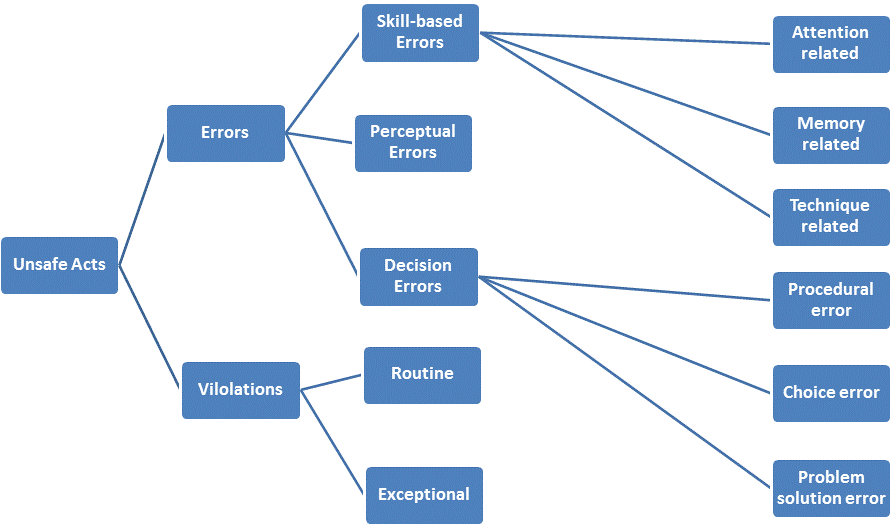 Skill-based
Errors
Attention
related
Errors
Perceptual
Errors
Memory
related
Technique
related
Unsafe Acts
Decision
Errors
Procedural
error
Vilolations
Routine
Choice error
Exceptional
Problem
solution error